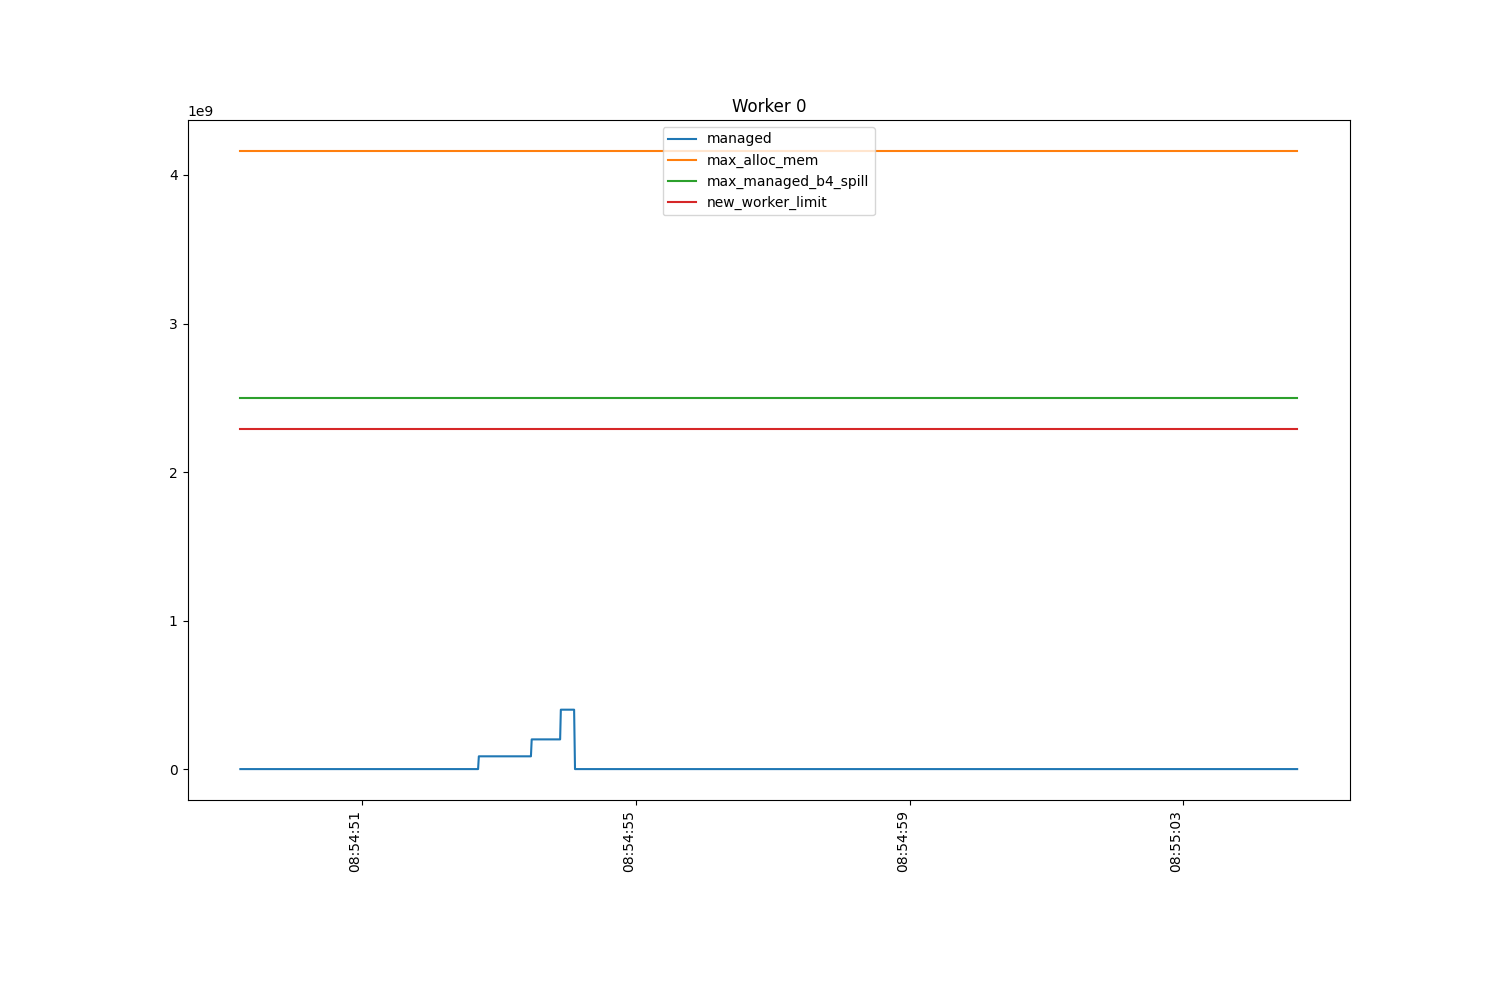 Worker 0
1e9
managed
max_alloc_mem
max_managed_b4_spill
new_worker_limit
4
3
2
1
0
08:54:51
08:54:55
08:54:59
08:55:03